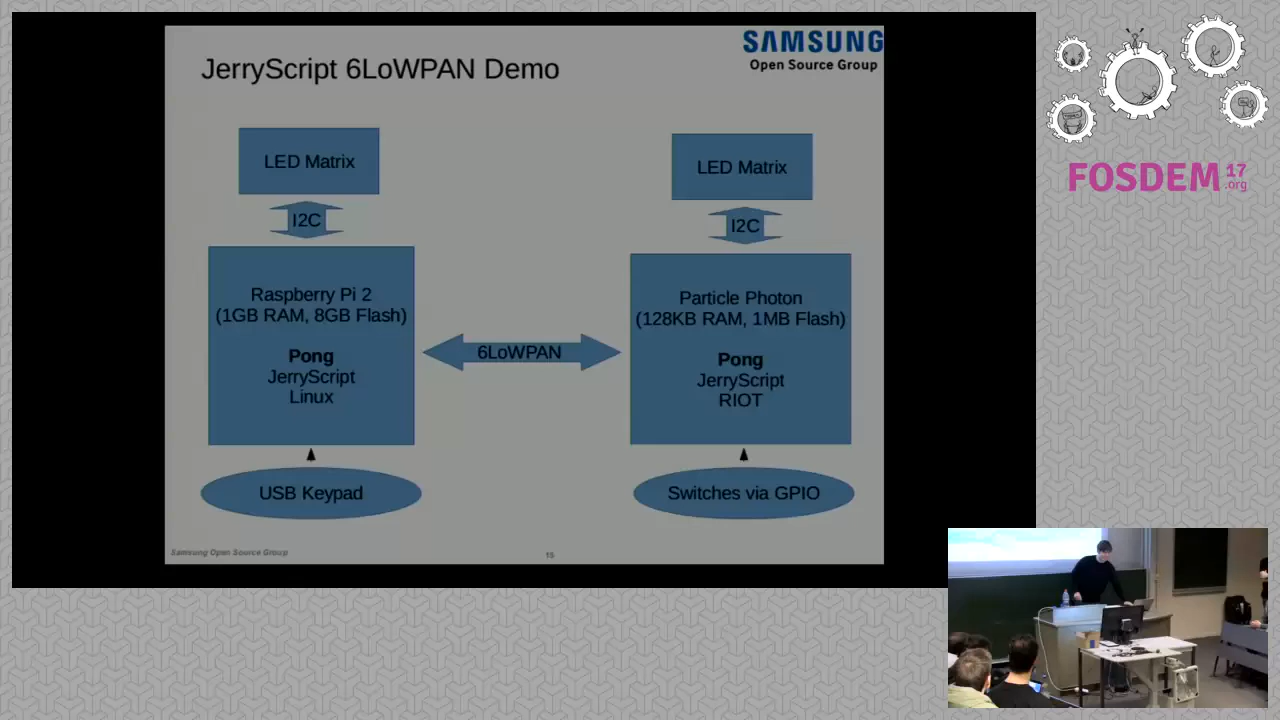 JerryScript 6LoWPAN Demo
SAMSUNG
Open Source Group
LED Matrix
I2C
Raspberry Pi 2
(1GB RAM, 8GB Flash)
Pong
JerryScript
Linux
USB Keypad
6LoWPAN
LED Matrix
I2C
Particle Photon
(128KB RAM, 1MB Flash)
Pong
JerryScript
RIOT
Switches via GPIO
Samsung Open Source Group
15
FOSDEM 17
.org